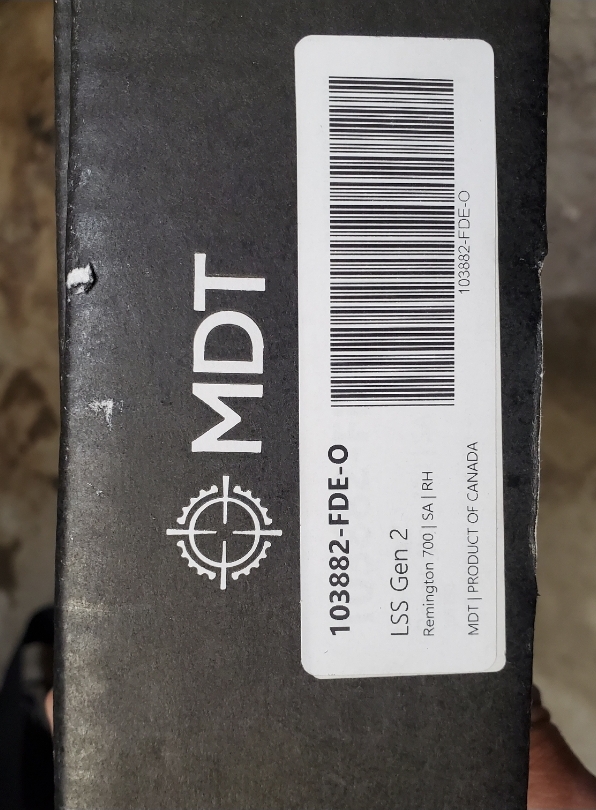 MDT
103882-FDE-O
103882-FDE-O
LSS Gen 2
Remington 700 | SA | RH
MDT | PRODUCT OF CANADA